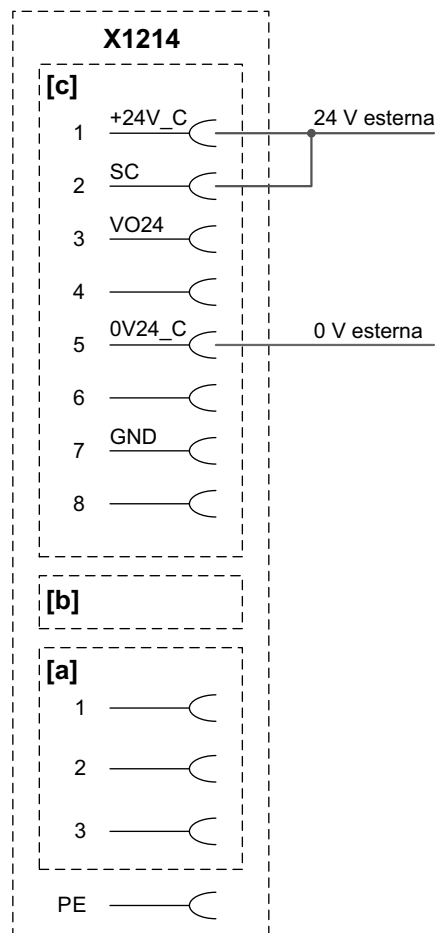 X1214
[c]
1 +24V_C 24 V esterna
2 SC
3 VO24
4
5 0V24_C 0 V esterna
6
7 GND
8
[b]
[a]
1
2
3
PE